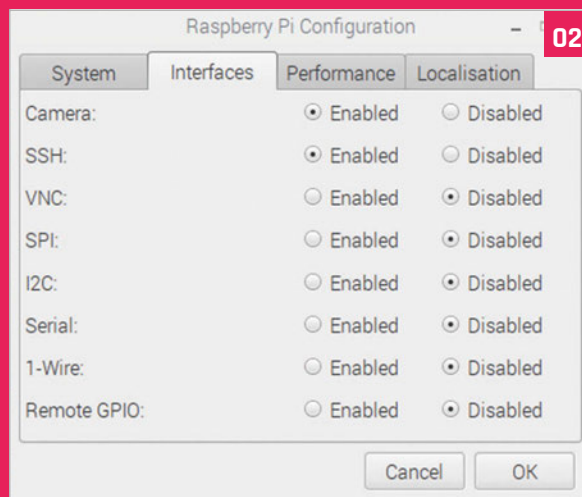 Raspberry Pi Configuration
02
System Interfaces Performance Localisation
Camera: Enabled Disabled
SSH: Enabled Disabled
VNC: Enabled Disabled
SPI: Enabled Disabled
I2C: Enabled Disabled
Serial: Enabled Disabled
1-Wire: Enabled Disabled
Remote GPIO: Enabled Disabled
Cancel OK